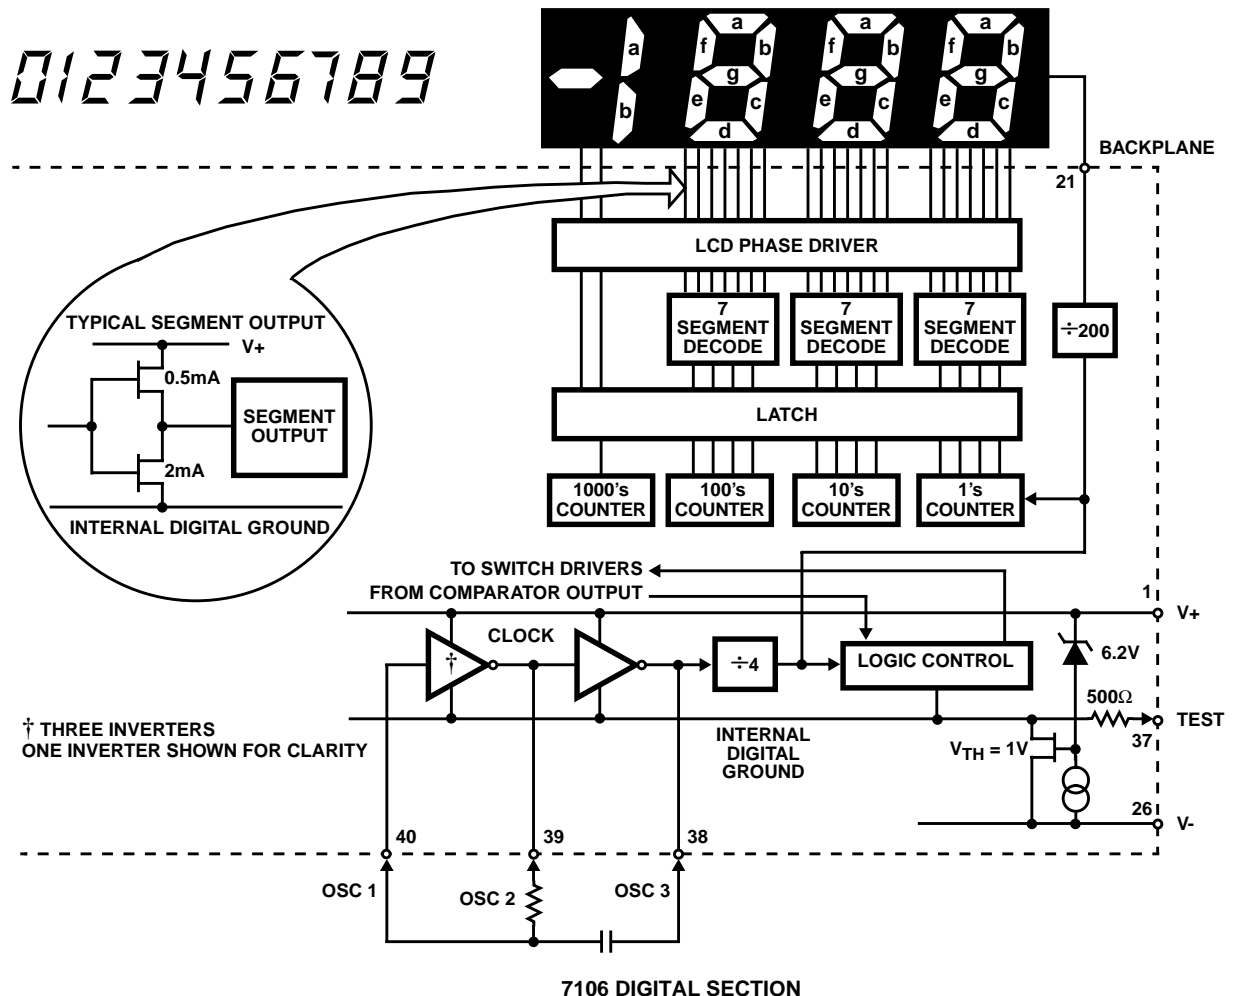 0123456789
a
b
a
f
b
g
e
c
d
a
f
b
g
e
c
d
a
f
b
g
e
c
d
BACKPLANE
21
LCD PHASE DRIVER
TYPICAL SEGMENT OUTPUT
V+
0.5mA
SEGMENT
OUTPUT
2mA
INTERNAL DIGITAL GROUND
7
SEGMENT
DECODE
7
SEGMENT
DECODE
7
SEGMENT
DECODE
÷200
LATCH
1000's
COUNTER
100's
COUNTER
10's
COUNTER
1's
COUNTER
TO SWITCH DRIVERS
FROM COMPARATOR OUTPUT
1
V+
CLOCK
†
÷4
LOGIC CONTROL
6.2V
500Ω
TEST
37
† THREE INVERTERS
ONE INVERTER SHOWN FOR CLARITY
INTERNAL
DIGITAL
GROUND
VTH = 1V
26
V-
40
39
38
OSC 1
OSC 2
OSC 3
7106 DIGITAL SECTION